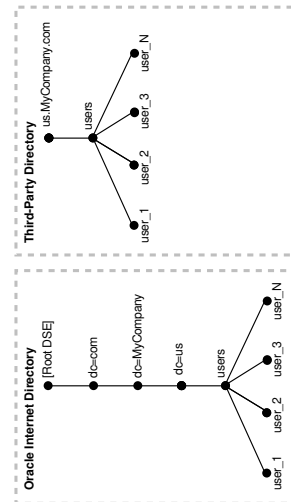 Oracle Internet Directory
[Root DSE]
dc=com
dc=MyCompany
dc=us
users
user_1
user_2
user_3
user_N
Third-Party Directory
us.MyCompany.com
users
user_1
user_2
user_3
user_N